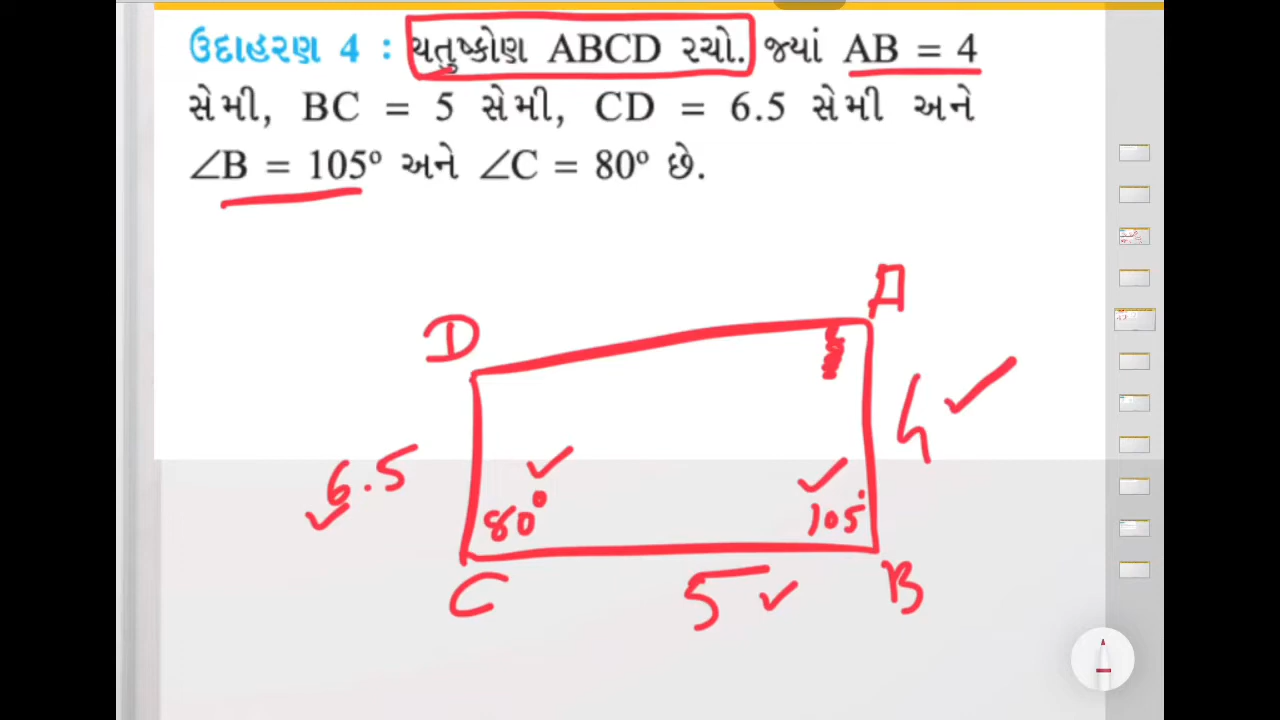 ઉદાહરણ 4 : ચતુષ્કોણ ABCD રચો. જ્યાં AB = 4
સેમી, BC = 5 સેમી, CD = 6.5 સેમી અને
∠B = 105° અને ∠C = 80° છે.
A
D
4
6.5
80°
105°
C
5
B